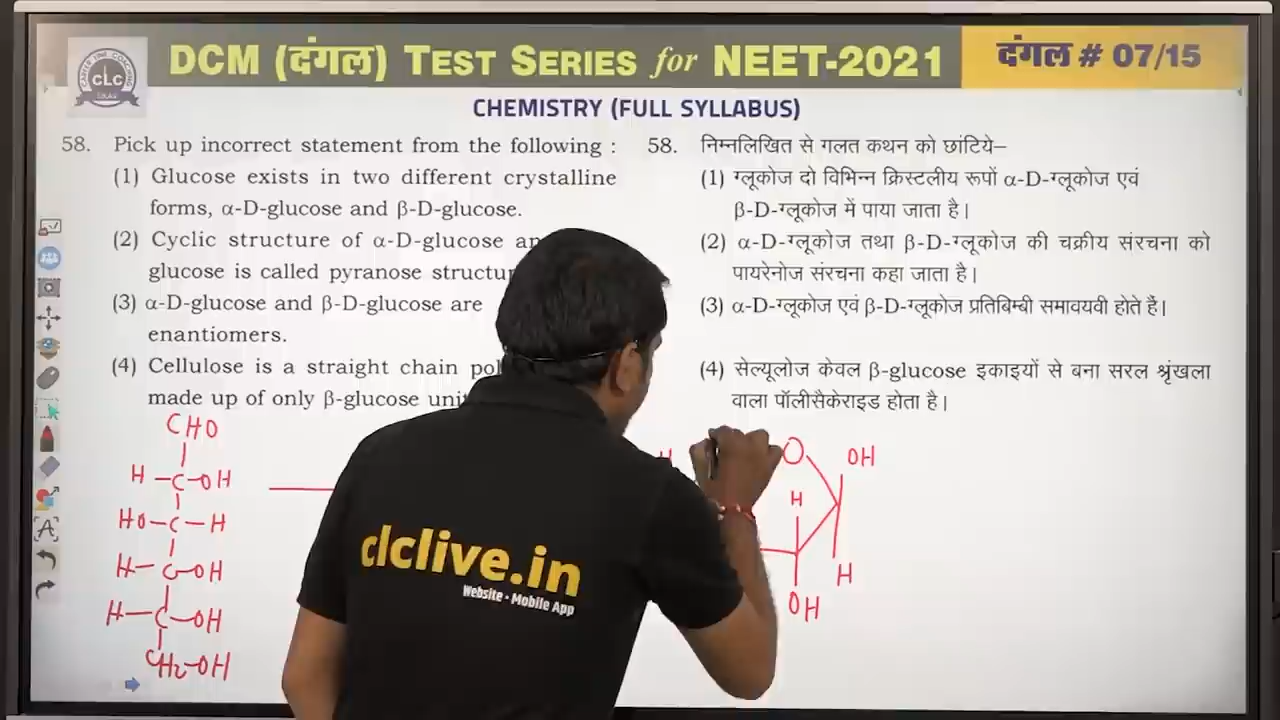 DCM (दंगल) TEST SERIES for NEET-2021
दंगल # 07/15
CLC
CHEMISTRY (FULL SYLLABUS)
58. Pick up incorrect statement from the following :
(1) Glucose exists in two different crystalline
forms, α-D-glucose and β-D-glucose.
(2) Cyclic structure of α-D-glucose
glucose is called pyranose
(3) α-D-glucose and β-D-glucose are
enantiomers.
(4) Cellulose is a straight chain
made up of only β-glucose
58. निम्नलिखित से गलत कथन को छांटिये–
(1) ग्लूकोज दो विभिन्न क्रिस्टलीय रूपों α-D-ग्लूकोज एवं
β-D-ग्लूकोज में पाया जाता है।
(2) α-D-ग्लूकोज तथा β-D-ग्लूकोज की चक्रीय संरचना को
पायरेनोज संरचना कहा जाता है।
(3) α-D-ग्लूकोज एवं β-D-ग्लूकोज प्रतिबिम्बी समावयवी होते हैं।
(4) सेल्यूलोज केवल β-glucose इकाइयों से बना सरल श्रृंखला
वाला पॉलीसैकेराइड होता है।
CHO
H – C – OH
HO – C – H
H – C – OH
H – C – OH
CH2-OH
H
O
OH
H
H
OH
clclive.in
Website • Mobile App